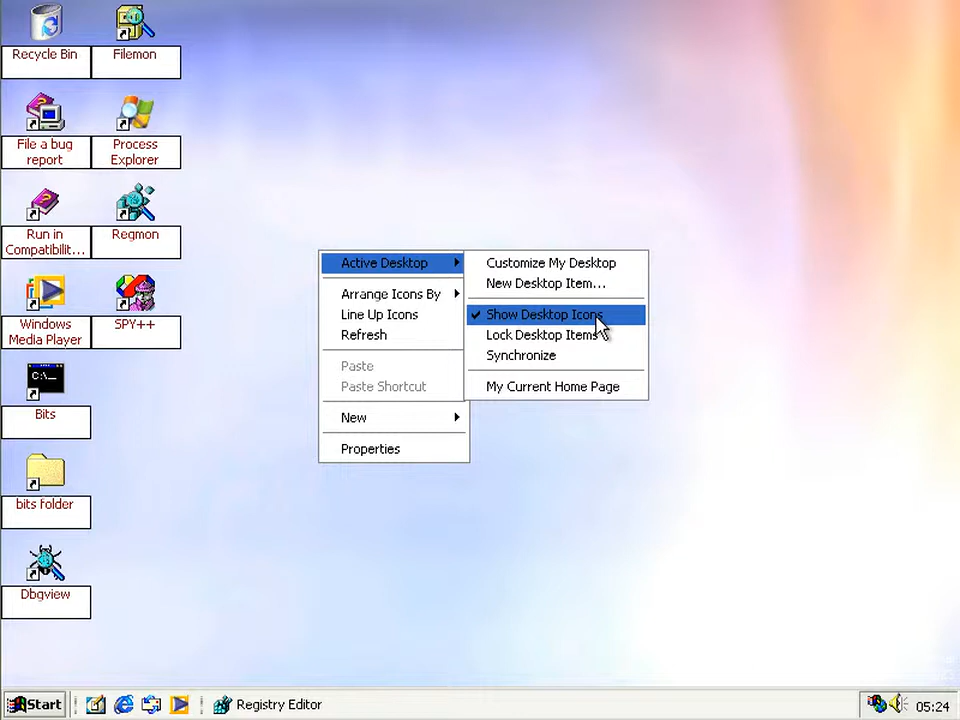 Recycle Bin
Filemon
File a bug
report
Process
Explorer
Run in
Compatibilit...
Regmon
Windows
Media Player
SPY++
C:\_
Bits
bits folder
Dbgview
Active Desktop
Arrange Icons By
Line Up Icons
Refresh
Paste
Paste Shortcut
New
Properties
Customize My Desktop
New Desktop Item...
Show Desktop Icons
Lock Desktop Items
Synchronize
My Current Home Page
Start
Registry Editor
05:24